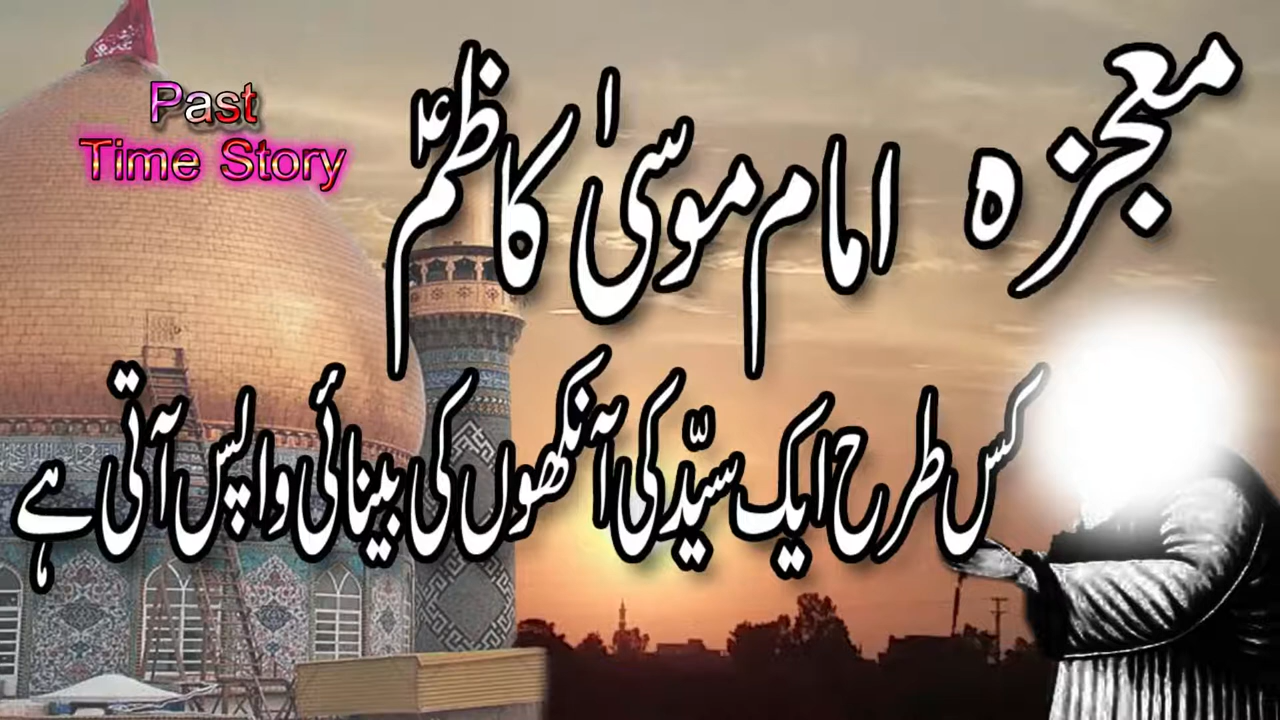 Past
Time Story
معجزہ امام موسیٰ کاظمؑ
کس طرح ایک سیّد کی آنکھوں کی بینائی واپس آتی ہے